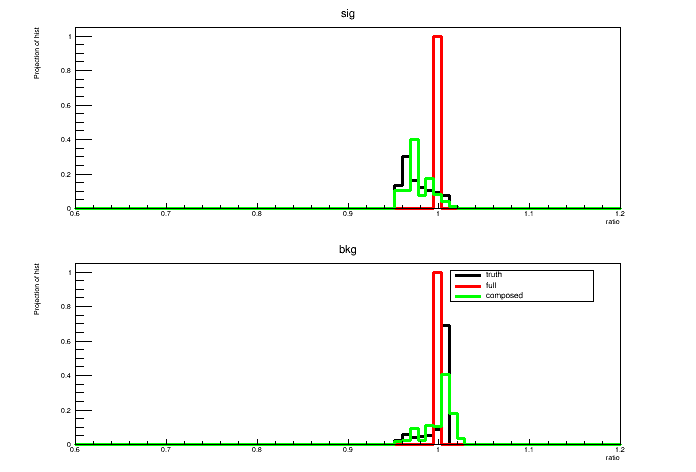 sig
Projection of hist
1
0.8
0.6
0.4
0.2
0
0.6 0.7 0.8 0.9 1 1.1 1.2
ratio
bkg
Projection of hist
truth
full
composed
1
0.8
0.6
0.4
0.2
0
0.6 0.7 0.8 0.9 1 1.1 1.2
ratio